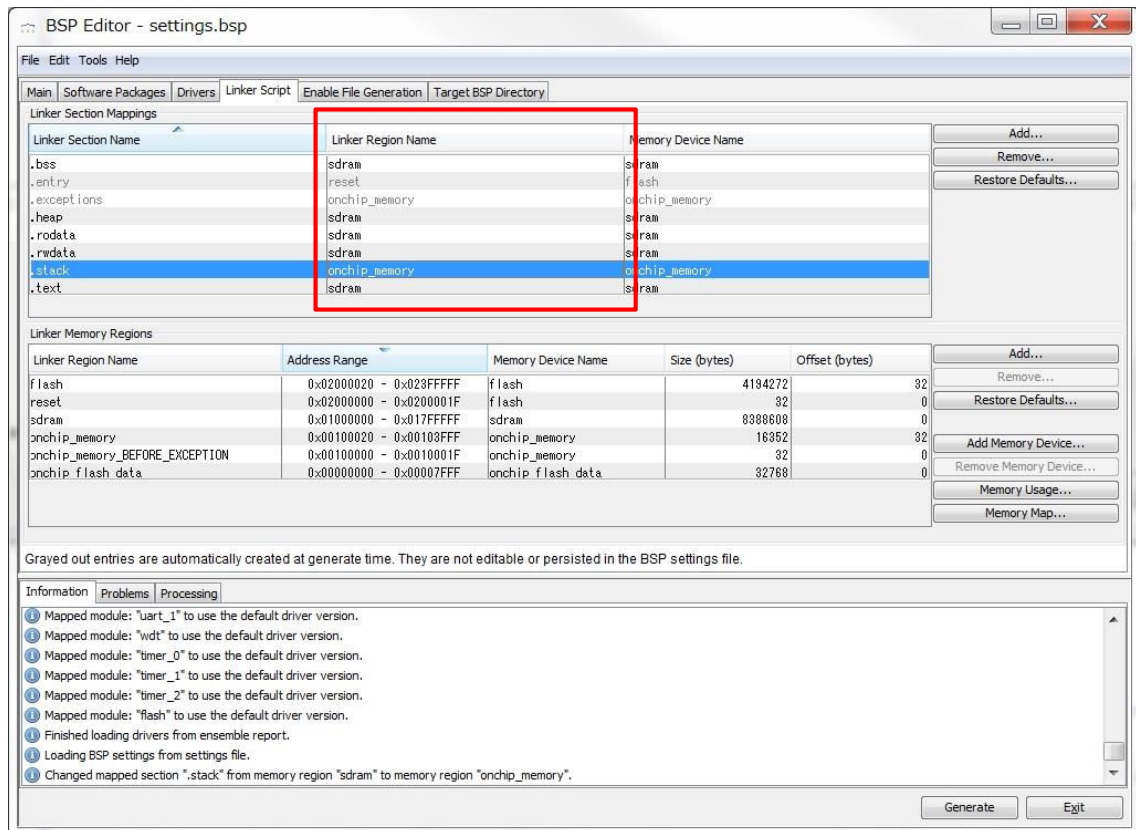 BSP Editor - settings.bsp
File Edit Tools Help
Main Software Packages Drivers Linker Script Enable File Generation Target BSP Directory
Linker Section Mappings
Linker Section Name Linker Region Name Memory Device Name Add...
Remove...
.bss sdram sdram
.entry reset flash Restore Defaults...
.exceptions onchip_memory onchip_memory
.heap sdram sdram
.rodata sdram sdram
.rwdata sdram sdram
.stack onchip_memory onchip_memory
.text sdram sdram
Linker Memory Regions
Linker Region Name Address Range Memory Device Name Size (bytes) Offset (bytes) Add...
flash 0x02000020 - 0x023FFFFF flash 4194272 32 Remove...
reset 0x02000000 - 0x0200001F flash 32 0 Restore Defaults...
sdram 0x01000000 - 0x017FFFFF sdram 8388608 0
onchip_memory 0x00100020 - 0x00103FFF onchip_memory 16352 32 Add Memory Device...
onchip_memory_BEFORE_EXCEPTION 0x00100000 - 0x0010001F onchip_memory 32 0
onchip flash data 0x00000000 - 0x00007FFF onchip flash data 32768 0 Remove Memory Device...
Memory Usage...
Memory Map...
Grayed out entries are automatically created at generate time. They are not editable or persisted in the BSP settings file.
Information Problems Processing
Mapped module: "uart_1" to use the default driver version.
Mapped module: "wdt" to use the default driver version.
Mapped module: "timer_0" to use the default driver version.
Mapped module: "timer_1" to use the default driver version.
Mapped module: "timer_2" to use the default driver version.
Mapped module: "flash" to use the default driver version.
Finished loading drivers from ensemble report.
Loading BSP settings from settings file.
Changed mapped section ".stack" from memory region "sdram" to memory region "onchip_memory".
Generate Exit